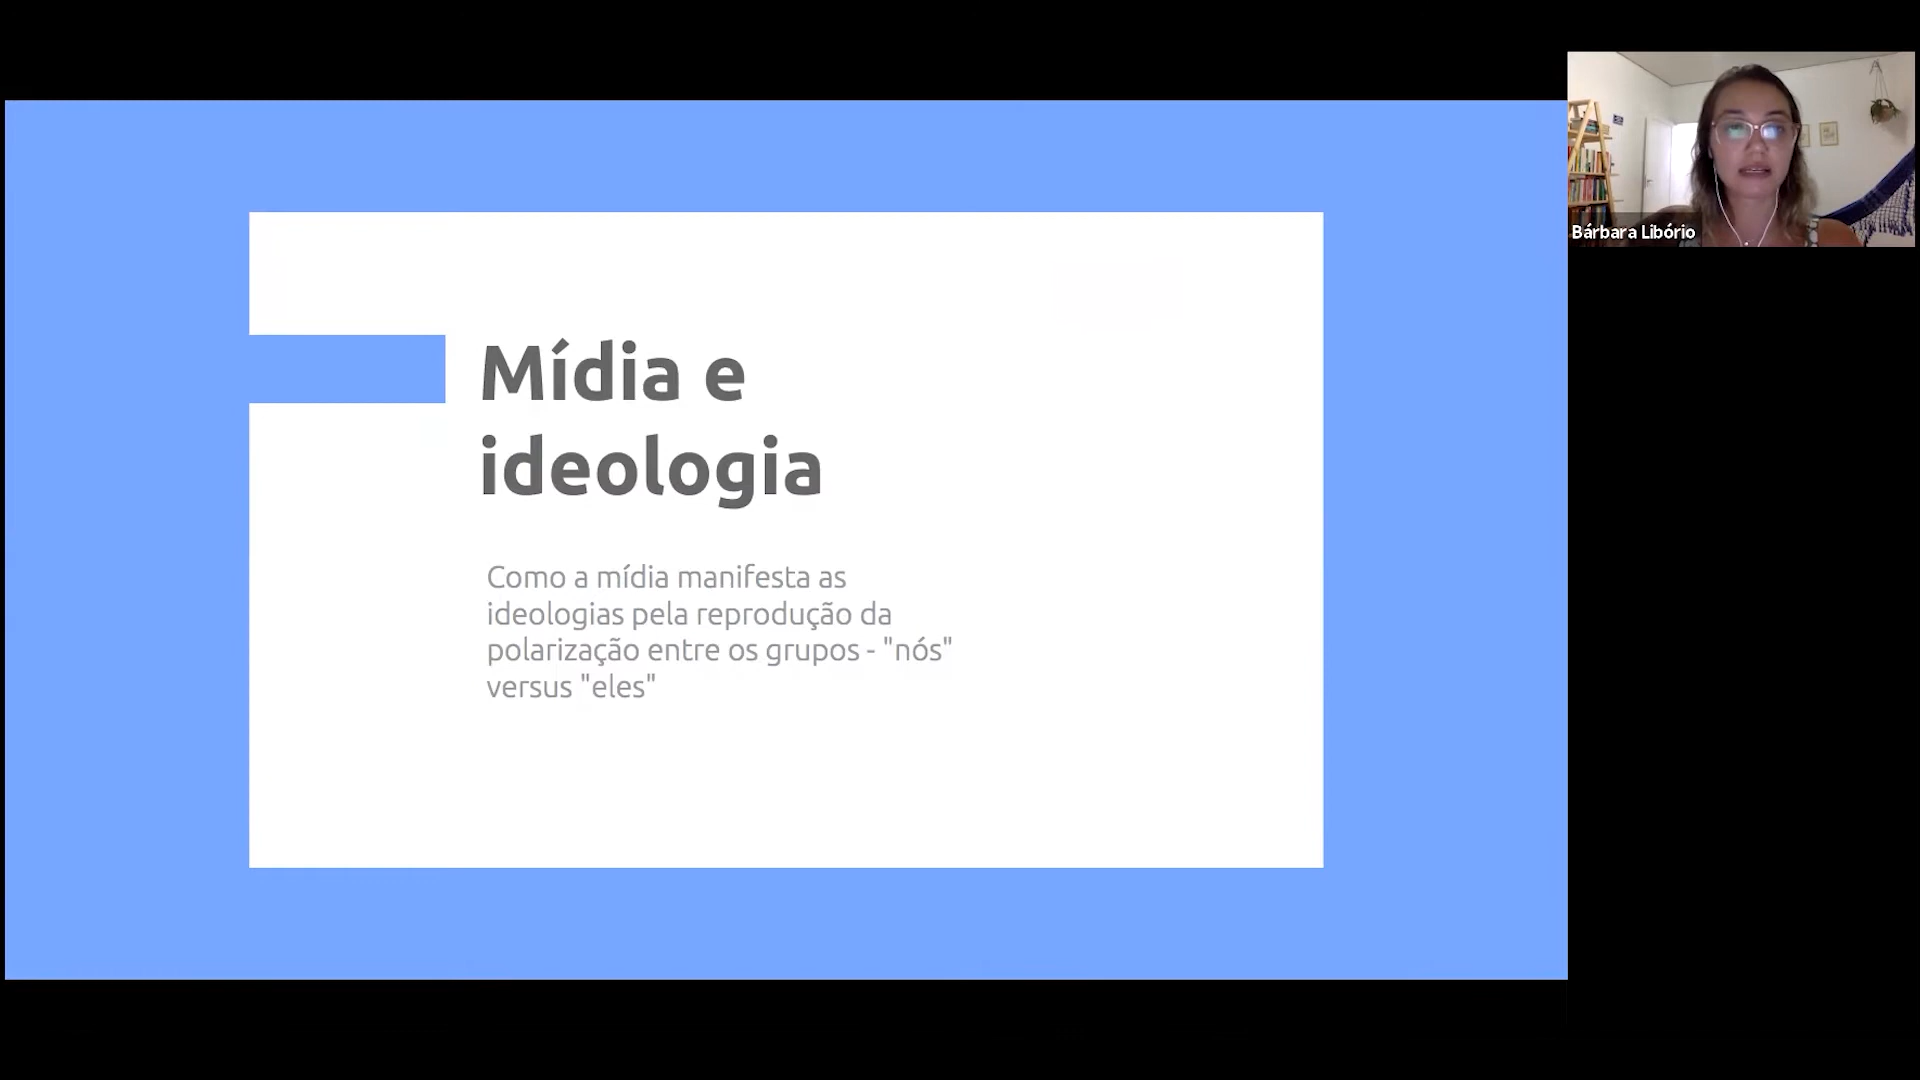 Mídia e
ideologia
Como a mídia manifesta as
ideologias pela reprodução da
polarização entre os grupos - "nós"
versus "eles"
Bárbara Libório